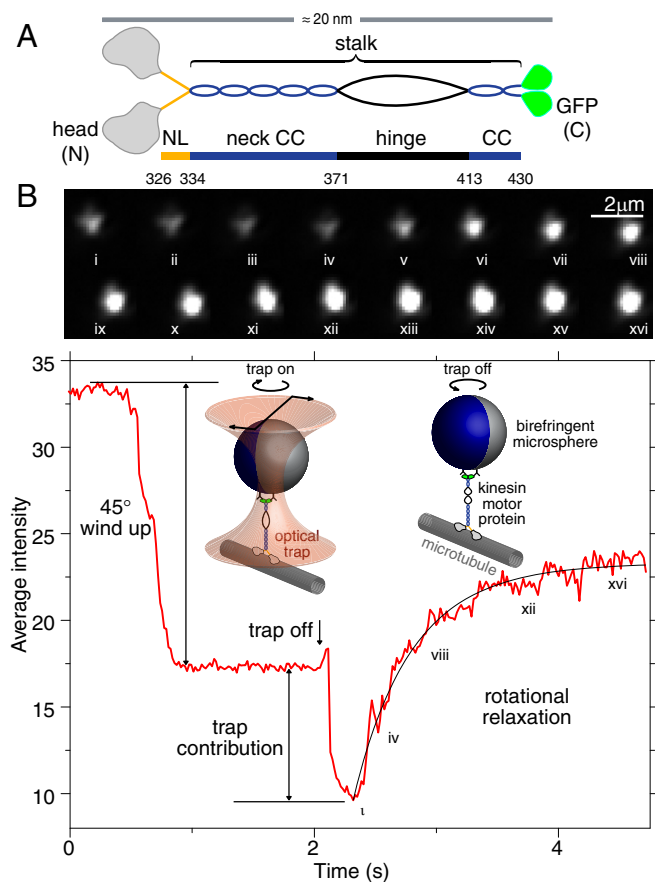 ≈ 20 nm
A
stalk
head
(N)
GFP
(C)
NL neck CC hinge CC
326 334 371 413 430
B
2μm
i ii iii iv v vi vii viii
ix x xi xii xiii xiv xv xvi
35
30
25
20
15
10
Average intensity
trap on
trap off
birefringent
microsphere
45°
wind up
kinesin
motor
protein
optical
trap
microtubule
trap off
xvi
xii
viii
iv
ι
trap
contribution
rotational
relaxation
0 2 4
Time (s)